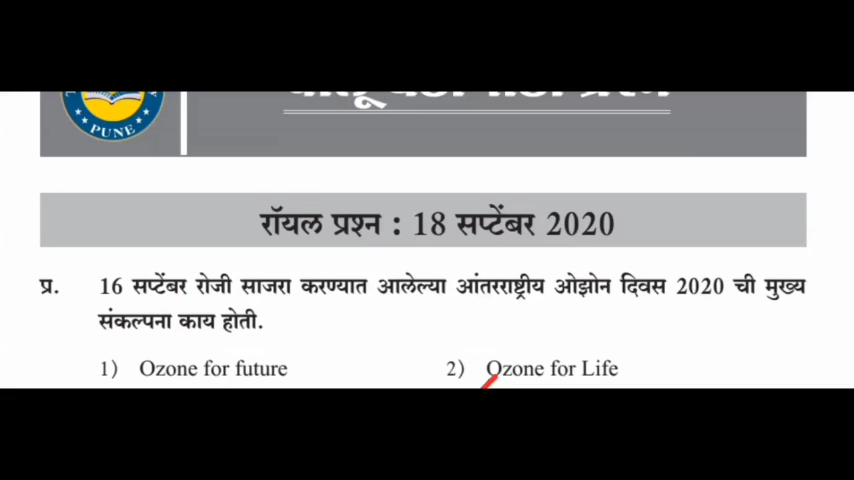 PUNE
रॉयल प्रश्न : 18 सप्टेंबर 2020
प्र. 16 सप्टेंबर रोजी साजरा करण्यात आलेल्या आंतरराष्ट्रीय ओझोन दिवस 2020 ची मुख्य
संकल्पना काय होती.
1) Ozone for future 2) Ozone for Life